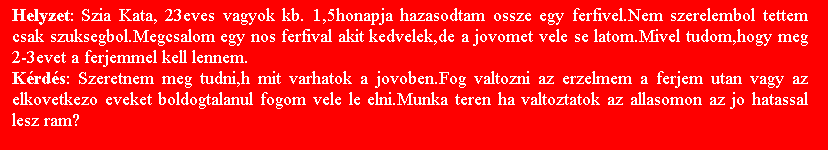 Helyzet: Szia Kata, 23eves vagyok kb. 1,5honapja hazasodtam ossze egy ferfivel.Nem szerelembol tettem
csak szuksegbol.Megcsalom egy nos ferfival akit kedvelek,de a jovomet vele se latom.Mivel tudom,hogy meg
2-3evet a ferjemmel kell lennem.
Kérdés: Szeretnem meg tudni,h mit varhatok a jovoben.Fog valtozni az erzelmem a ferjem utan vagy az
elkovetkezo eveket boldogtalanul fogom vele le elni.Munka teren ha valtoztatok az allasomon az jo hatassal
lesz ram?